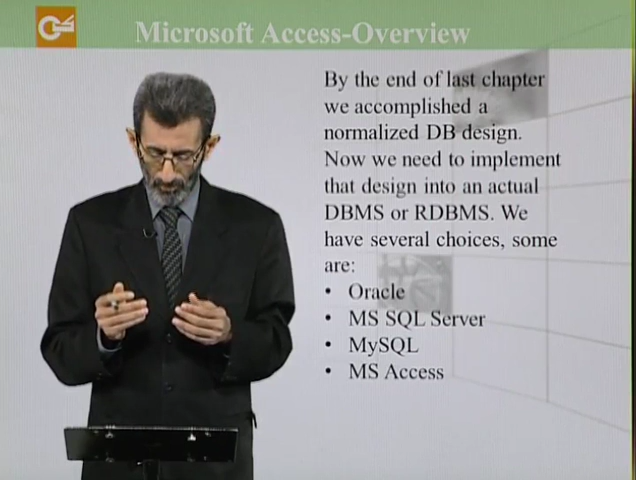 Microsoft Access-Overview
By the end of last chapter
we accomplished a
normalized DB design.
Now we need to implement
that design into an actual
DBMS or RDBMS. We
have several choices, some
are:
• Oracle
• MS SQL Server
• MySQL
• MS Access